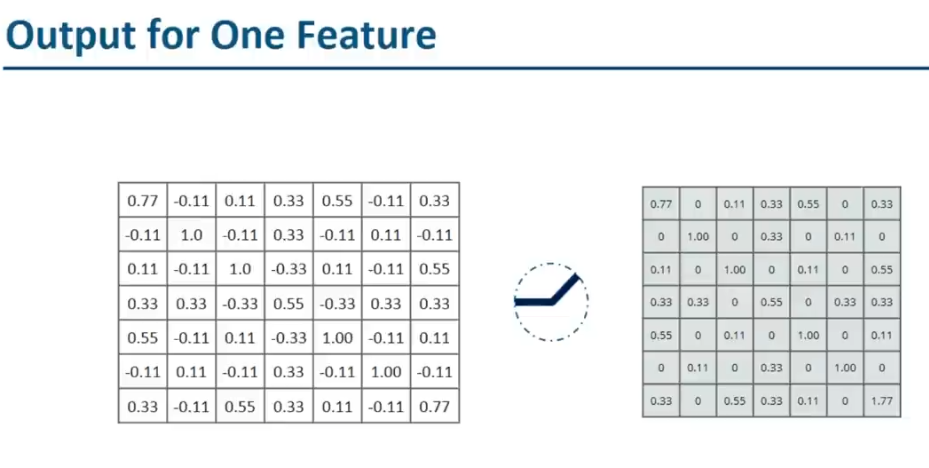 Output for One Feature
0.77 -0.11 0.11 0.33 0.55 -0.11 0.33
-0.11 1.0 -0.11 0.33 -0.11 0.11 -0.11
0.11 -0.11 1.0 -0.33 0.11 -0.11 0.55
0.33 0.33 -0.33 0.55 -0.33 0.33 0.33
0.55 -0.11 0.11 -0.33 1.00 -0.11 0.11
-0.11 0.11 -0.11 0.33 -0.11 1.00 -0.11
0.33 -0.11 0.55 0.33 0.11 -0.11 0.77
0.77 0 0.11 0.33 0.55 0 0.33
0 1.00 0 0.33 0 0.11 0
0.11 0 1.00 0 0.11 0 0.55
0.33 0.33 0 0.55 0 0.33 0.33
0.55 0 0.11 0 1.00 0 0.11
0 0.11 0 0.33 0 1.00 0
0.33 0 0.55 0.33 0.11 0 1.77